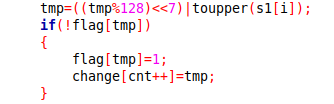 tmp=((tmp%128)<<7)|toupper(s1[i]);
if(!flag[tmp])
{
flag[tmp]=1;
change[cnt++]=tmp;
}